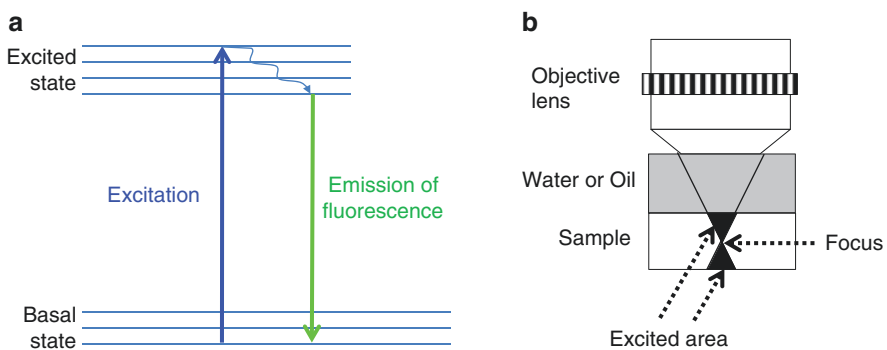 a
Excited
state
Excitation
Emission of
fluorescence
Basal
state
b
Objective
lens
Water or Oil
Sample
Focus
Excited area